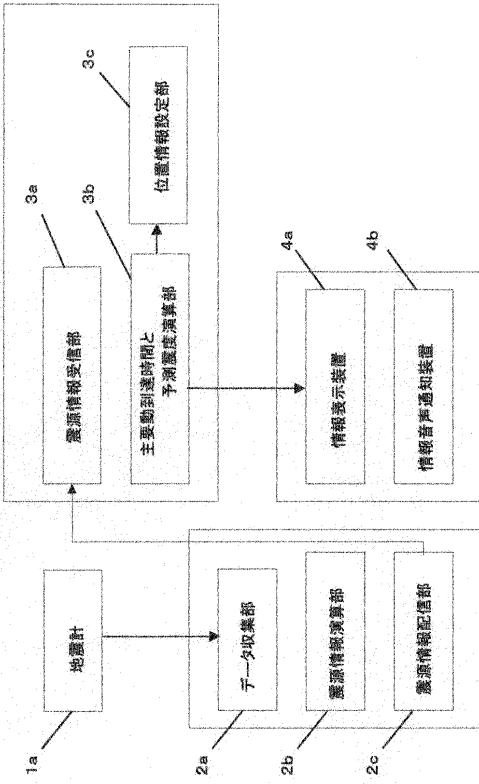 1a
地震計
2a
データ収集部
2b
震源情報演算部
2c
震源情報配信部
3a
震源情報受信部
3b
主要動到達時間と
予測震度演算部
3c
位置情報設定部
4a
情報表示装置
4b
情報音声通知装置